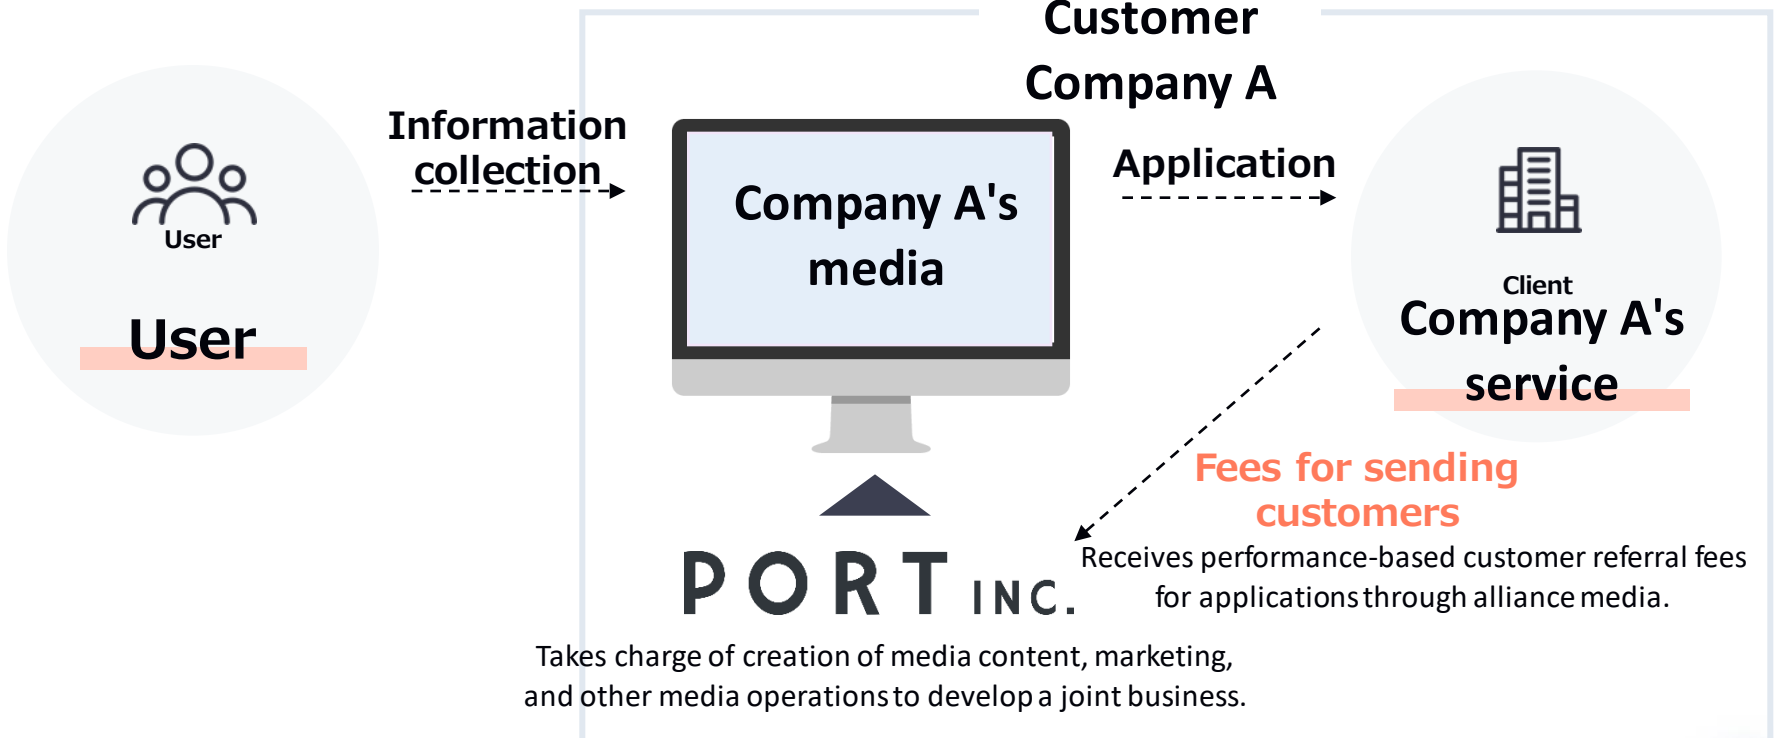 Customer
Company A
Information
collection
Application
Company A's
media
User
User
Client
Company A's
service
Fees for sending
customers
Receives performance-based customer referral fees
for applications through alliance media.
PORT INC.
Takes charge of creation of media content, marketing,
and other media operations to develop a joint business.